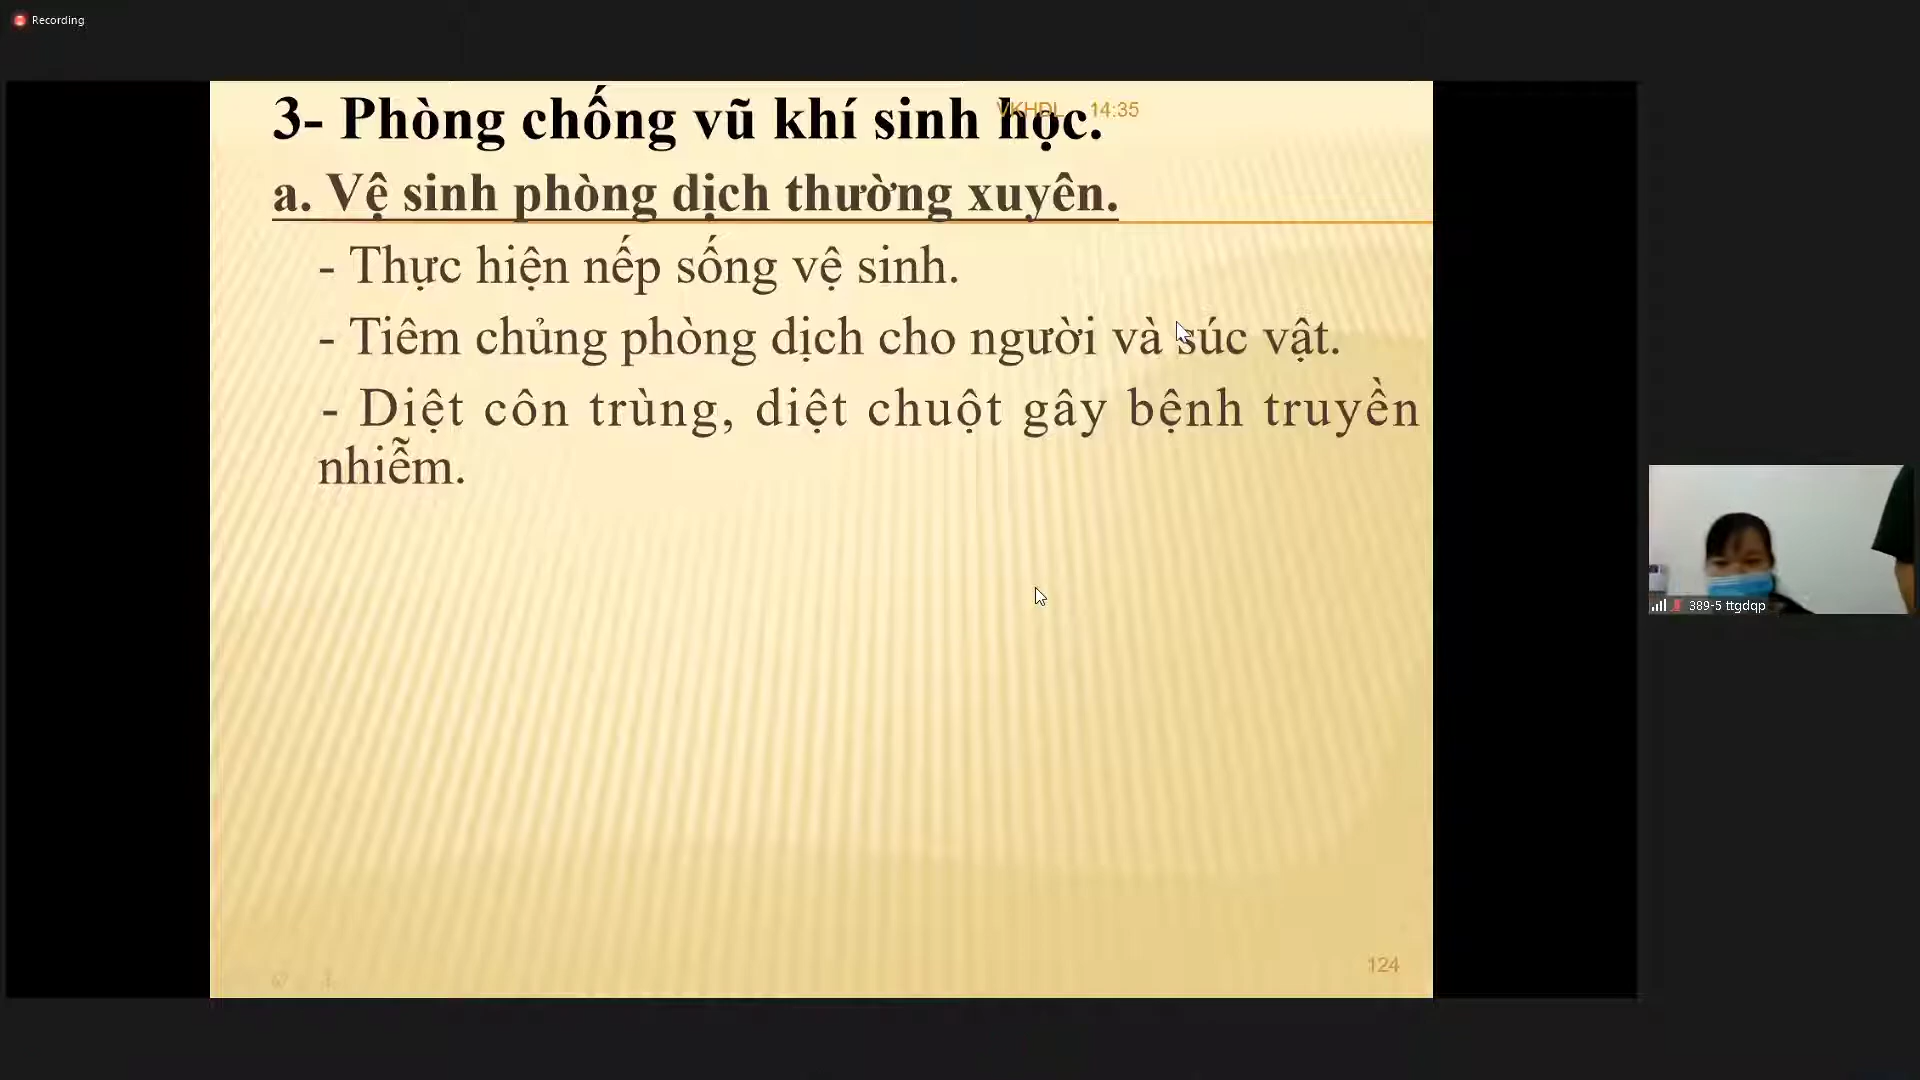 Recording
VKHDL 14:35
3- Phòng chống vũ khí sinh học.
a. Vệ sinh phòng dịch thường xuyên.
- Thực hiện nếp sống vệ sinh.
- Tiêm chủng phòng dịch cho người và súc vật.
- Diệt côn trùng, diệt chuột gây bệnh truyền
nhiễm.
389-5 ttgdqp
124